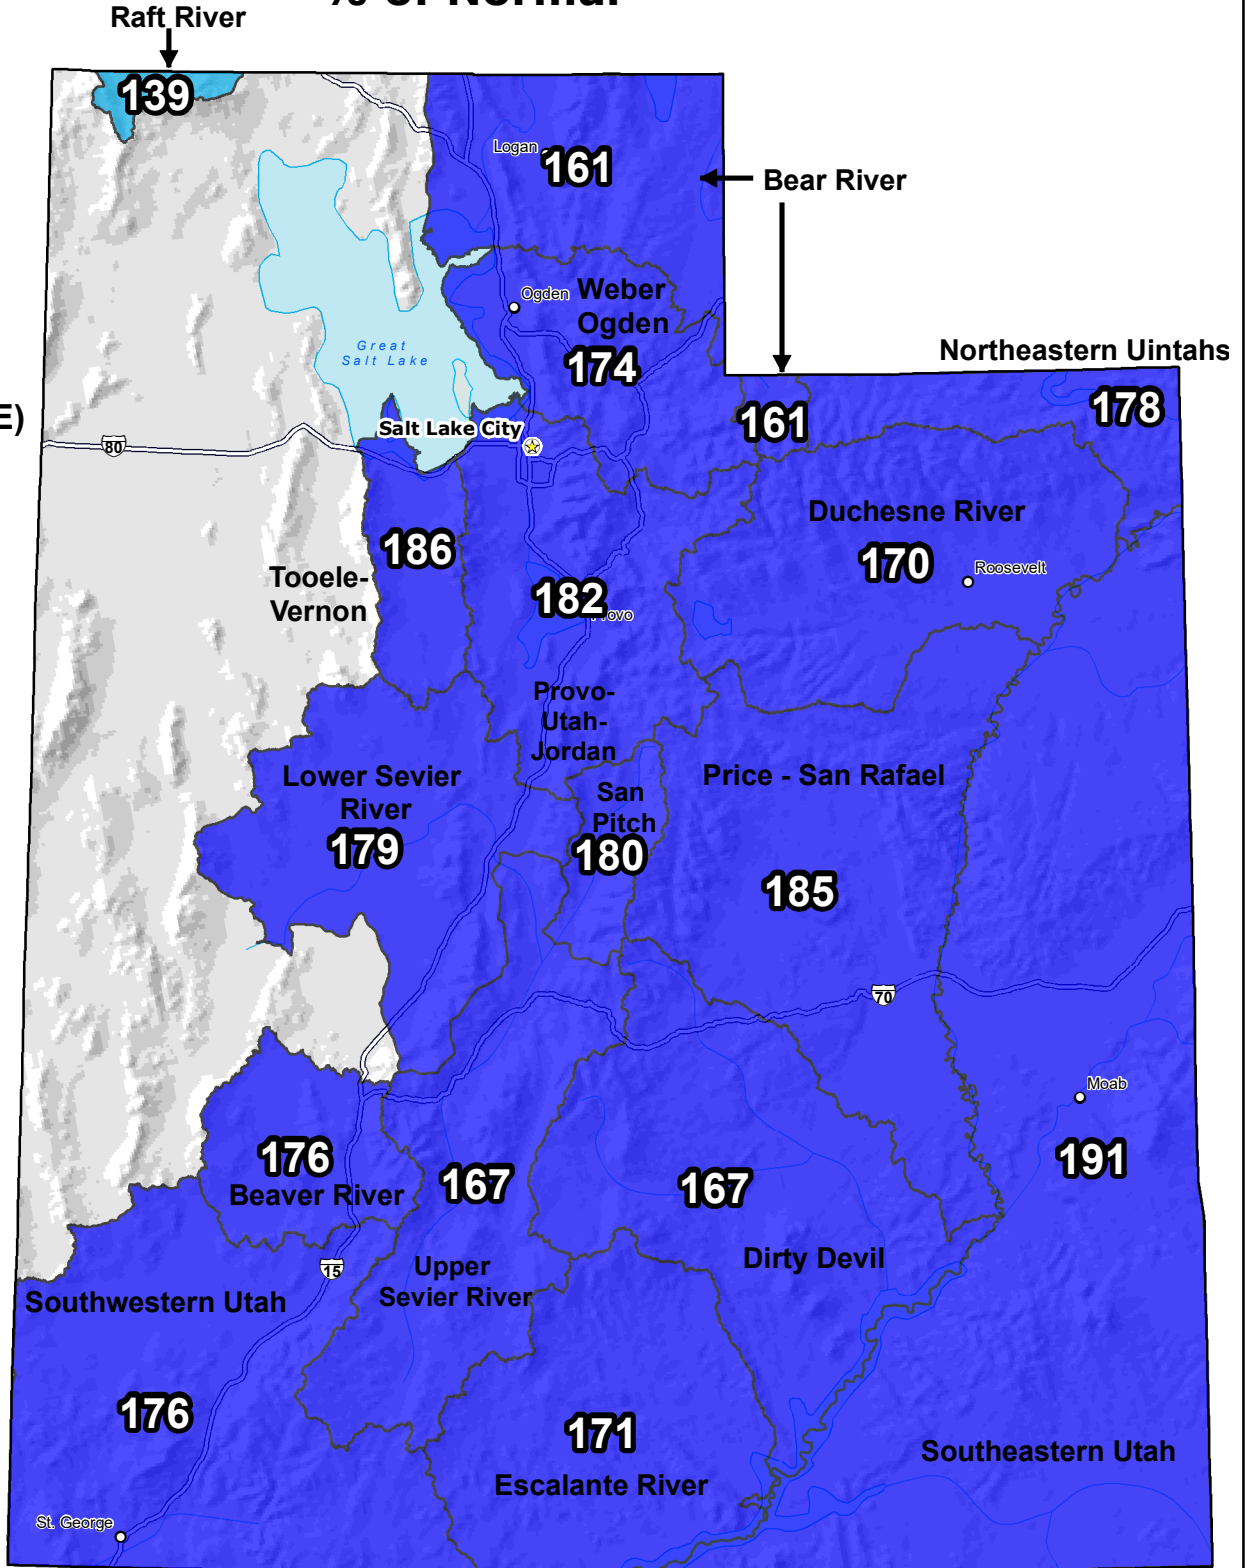 % of Normal
Raft River
139
Logan
161
Bear River
Ogden
Weber
Ogden
174
Great
Salt Lake
Northeastern Uintahs
178
E)
Salt Lake City
161
80
Duchesne River
170
Roosevelt
186
Tooele-
Vernon
182
Provo
Provo-
Utah-
Jordan
Lower Sevier
River
179
San
Pitch
180
Price - San Rafael
185
70
Moab
191
176
Beaver River
167
167
Dirty Devil
15
Upper
Sevier River
Southwestern Utah
176
171
Escalante River
Southeastern Utah
St. George